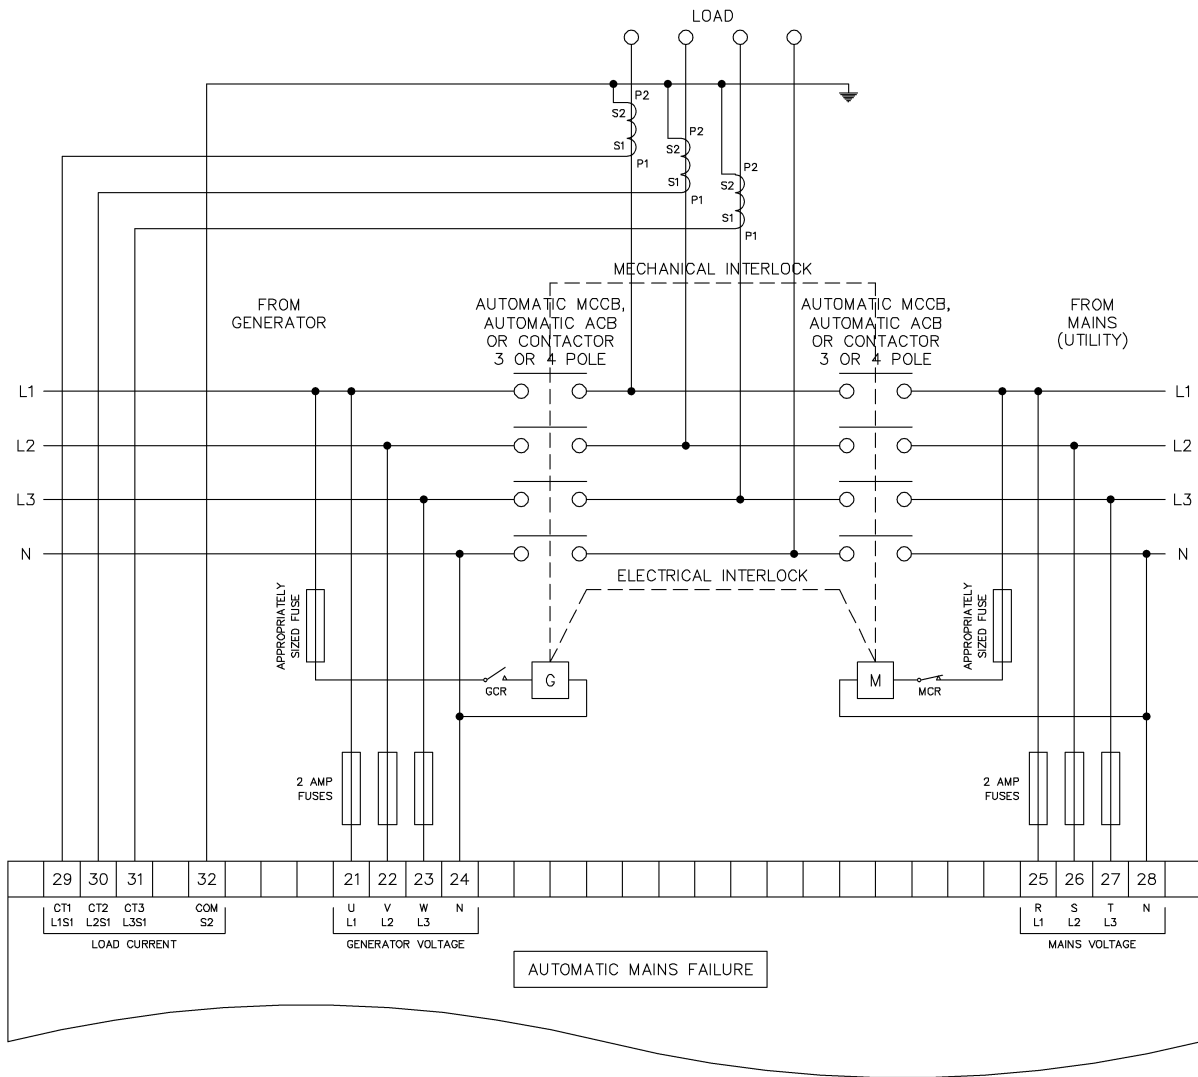 LOAD
P2
S2
S1
P1
P2
S2
S1
P1
P2
S2
S1
P1
MECHANICAL INTERLOCK
FROM
GENERATOR
AUTOMATIC MCCB,
AUTOMATIC ACB
OR CONTACTOR
3 OR 4 POLE
AUTOMATIC MCCB,
AUTOMATIC ACB
OR CONTACTOR
3 OR 4 POLE
FROM
MAINS
(UTILITY)
L1
L1
L2
L2
L3
L3
N
N
ELECTRICAL INTERLOCK
APPROPRIATELY
SIZED FUSE
APPROPRIATELY
SIZED FUSE
GCR
G
M
MCR
2 AMP
FUSES
2 AMP
FUSES
29 30 31 32 21 22 23 24 25 26 27 28
CT1 CT2 CT3 COM U V W N R S T N
L1S1 L2S1 L3S1 S2 L1 L2 L3 L1 L2 L3
LOAD CURRENT
GENERATOR VOLTAGE
MAINS VOLTAGE
AUTOMATIC MAINS FAILURE